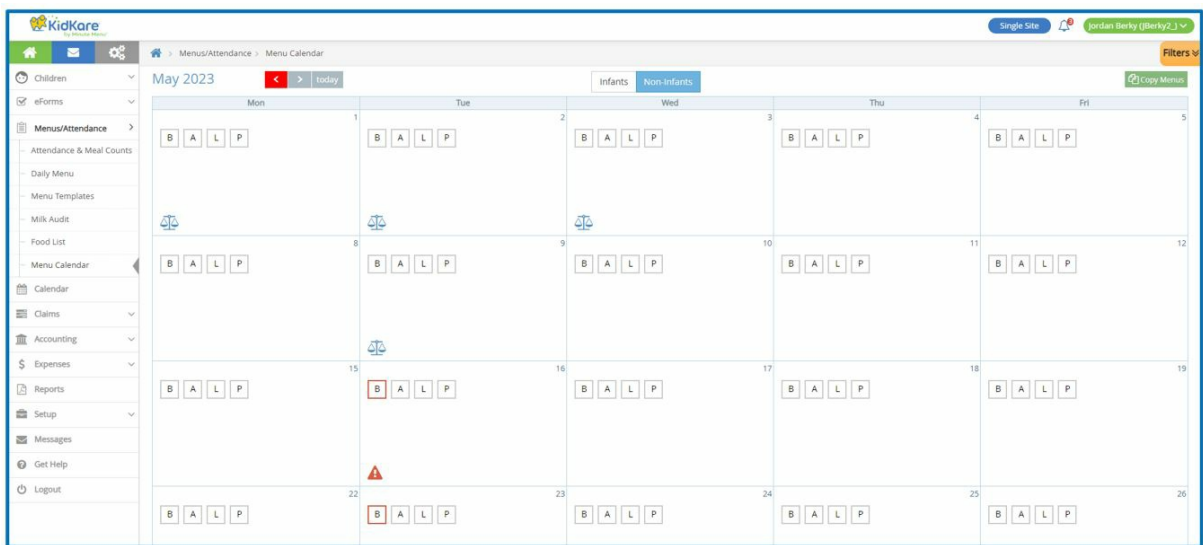 KidKare
by Minute Menu
Single Site
Jordan Berky (JBerky2_)
Menus/Attendance > Menu Calendar
Filters
Children
eForms
Menus/Attendance
Attendance & Meal Counts
Daily Menu
Menu Templates
Milk Audit
Food List
Menu Calendar
Calendar
Claims
Accounting
Expenses
Reports
Setup
Messages
Get Help
Logout
May 2023
today
Infants Non-Infants
Copy Menus
Mon Tue Wed Thu Fri
1 2 3 4 5
B A L P B A L P B A L P B A L P B A L P
8 9 10 11 12
B A L P B A L P B A L P B A L P B A L P
15 16 17 18 19
B A L P B A L P B A L P B A L P B A L P
22 23 24 25 26
B A L P B A L P B A L P B A L P B A L P